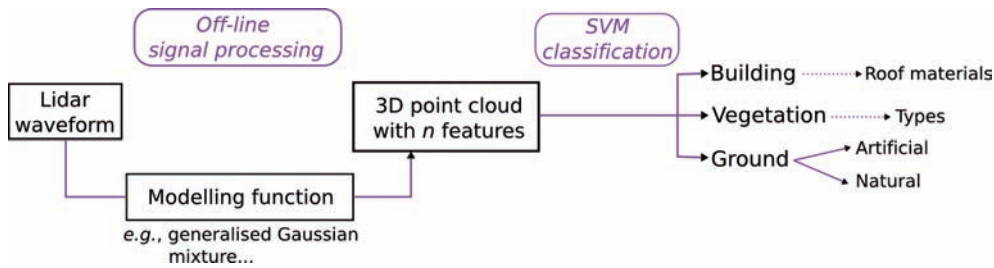 Off-line
signal processing
SVM
classification
Lidar
waveform
3D point cloud
with n features
Building
Roof materials
Vegetation
Types
Ground
Artificial
Natural
Modelling function
e.g., generalised Gaussian
mixture...